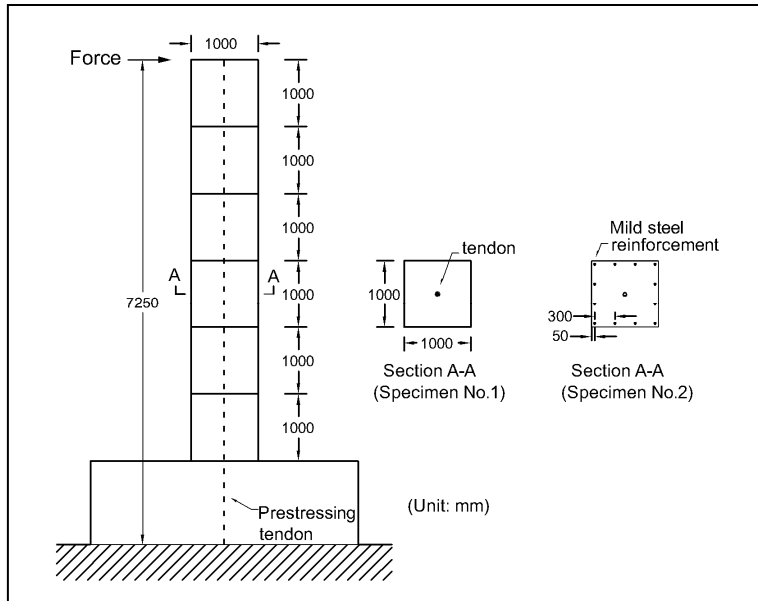 1000
Force
1000
1000
1000
A
A
7250
1000
1000
1000
Prestressing
tendon
tendon
1000
1000
Section A-A
(Specimen No.1)
Mild steel
reinforcement
300
50
Section A-A
(Specimen No.2)
(Unit: mm)